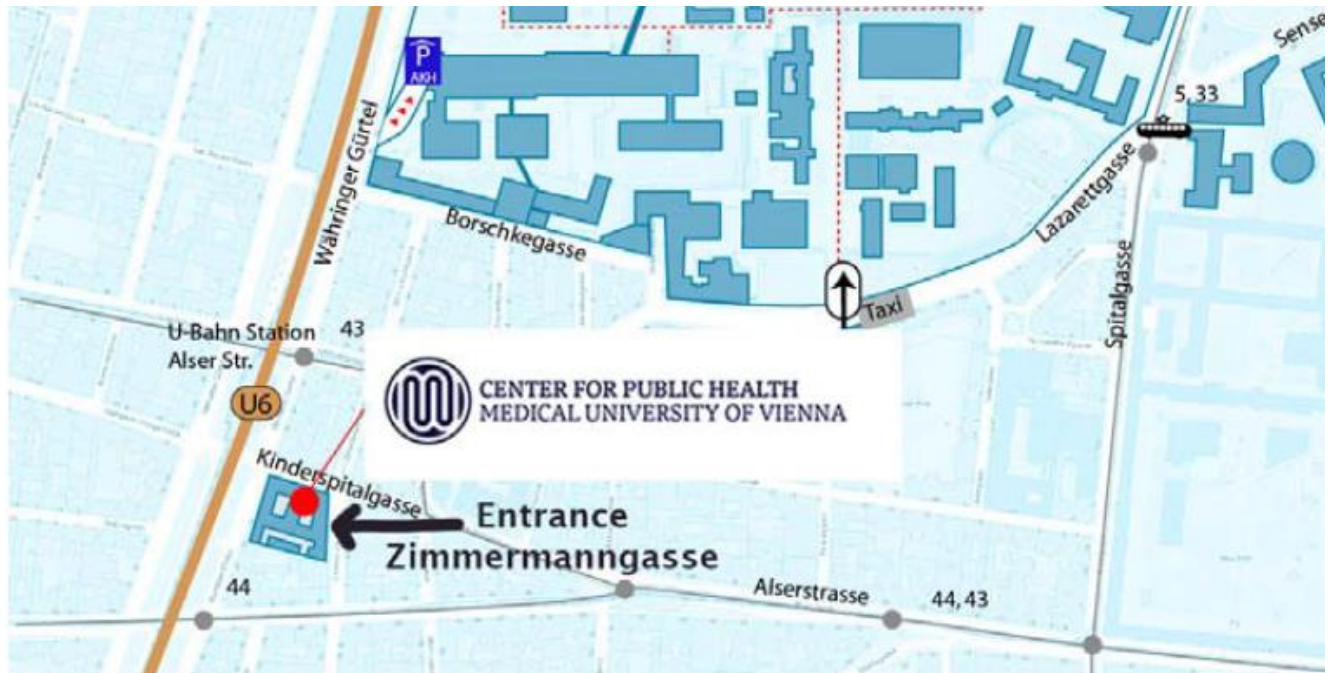 P
AKH
Währinger Gürtel
Borschkegasse
5, 33
Sense
Lazarettgasse
Spitalgasse
Taxi
43
U-Bahn Station
Alser Str.
U6
CENTER FOR PUBLIC HEALTH
MEDICAL UNIVERSITY OF VIENNA
Kinderspitalgasse
Entrance
Zimmermanngasse
44
Alserstrasse
44, 43